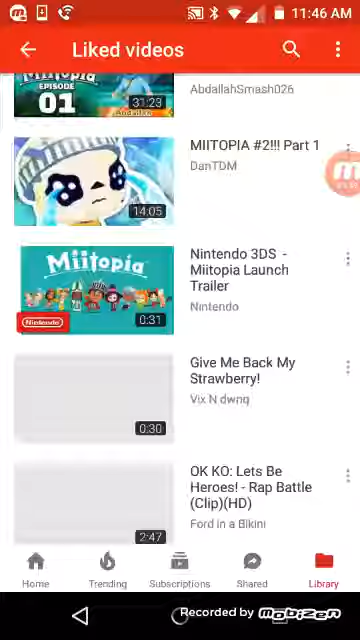 11:46 AM
Liked videos
Miitopia
EPISODE
01
31:23
AbdallahSmash026
MIITOPIA #2!!! Part 1
DanTDM
14:05
Nintendo 3DS -
Miitopia Launch
Trailer
Nintendo
Miitopia
Nintendo
0:31
Give Me Back My
Strawberry!
Vix N dwnq
0:30
OK KO: Lets Be
Heroes! - Rap Battle
(Clip)(HD)
Ford in a Bikini
2:47
Home
Trending
Subscriptions
Shared
Library
Recorded by mobizen